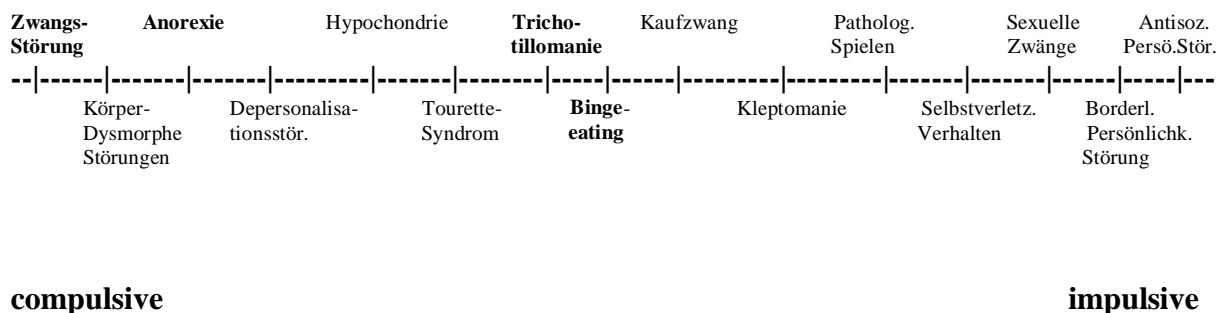 Zwangs- Anorexie Hypochondrie Tricho- Kaufzwang Patholog. Sexuelle Antisoz.
Störung tillomanie Spielen Zwänge Persö.Stör.
Körper- Depersonalisa- Tourette- Binge- Kleptomanie Selbstverletz. Borderl.
Dysmorphe tionsstör. Syndrom eating Verhalten Persönlichk.
Störungen Störung
compulsive impulsive